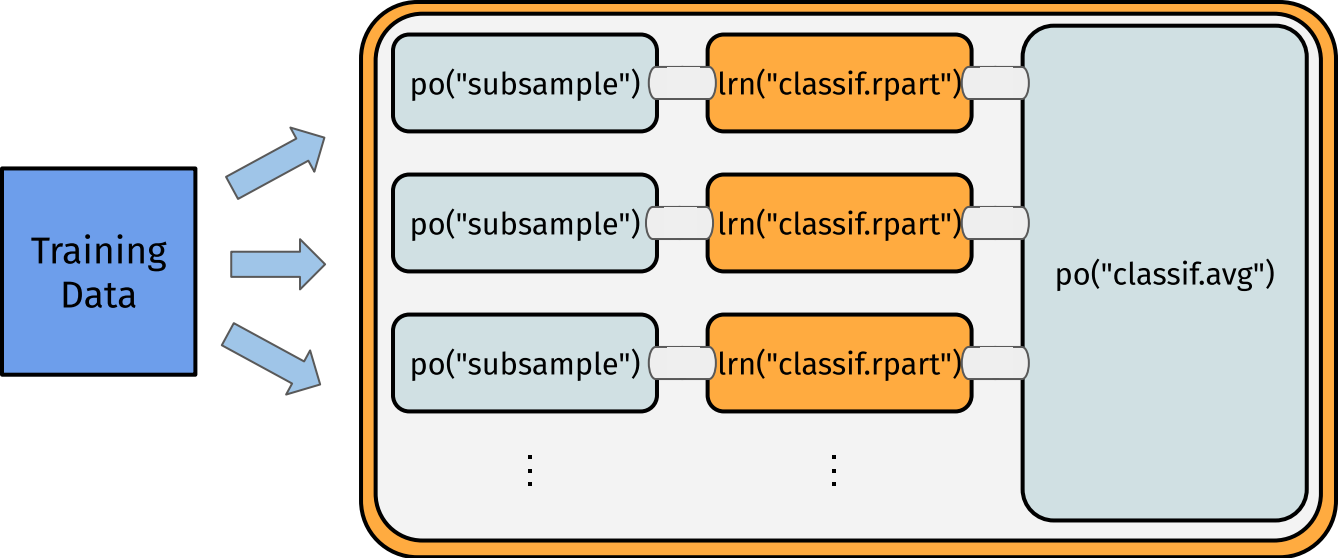 Training
Data
po("subsample")
lrn("classif.rpart")
po("subsample")
lrn("classif.rpart")
po("subsample")
lrn("classif.rpart")
⋮
⋮
po("classif.avg")